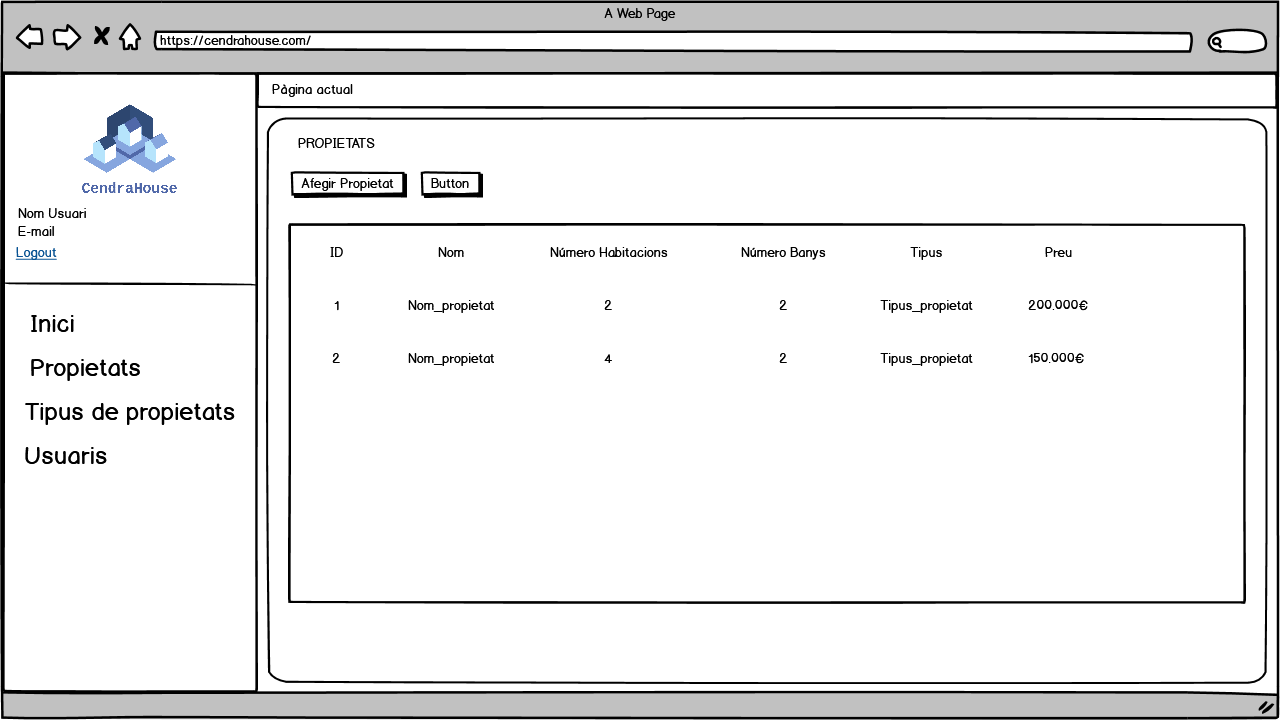 A Web Page
https://cendrahouse.com/
CendraHouse
Nom Usuari
E-mail
Logout
Inici
Propietats
Tipus de propietats
Usuaris
Pàgina actual
PROPIETATS
Afegir Propietat Button
ID Nom Número Habitacions Número Banys Tipus Preu
1 Nom_propietat 2 2 Tipus_propietat 200.000€
2 Nom_propietat 4 2 Tipus_propietat 150.000€